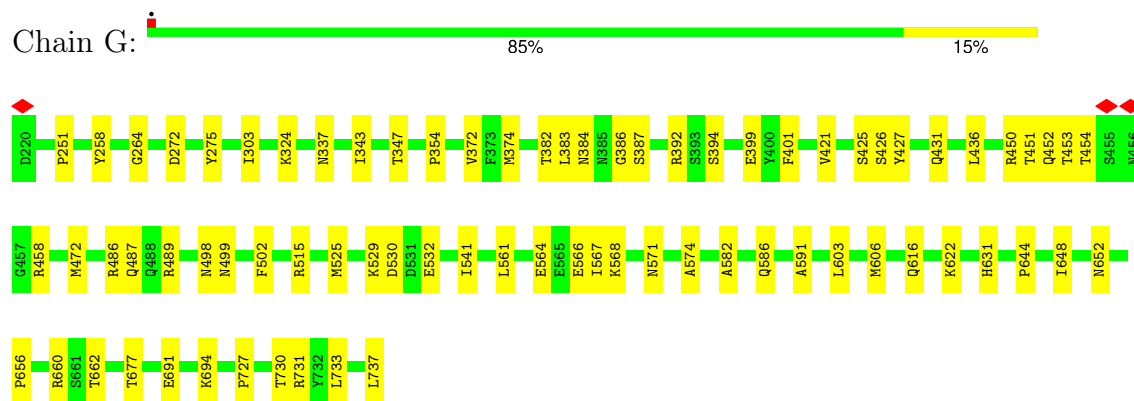 Chain G:
85% 15%
D220 P251 Y258 G264 D272 Y275 I303 K324 N337 I343 T347 P354 V372 F373 M374 T382 L383 N384 N385 G386 S387 R392 S393 S394 E399 Y400 F401 V421 S425 S426 Y427 Q431 L436 R450 T451 Q452 T453 T454 S455 N456
G457 R458 M472 R486 Q487 Q488 R489 N498 N499 F502 R515 M525 K529 D530 D531 E532 I541 L561 E564 E565 E566 I567 K568 N571 A574 A582 Q586 A591 L603 M606 Q616 K622 H631 P644 I648 N652
P656 R660 S661 T662 T677 E691 K694 P727 T730 R731 Y732 L733 L737